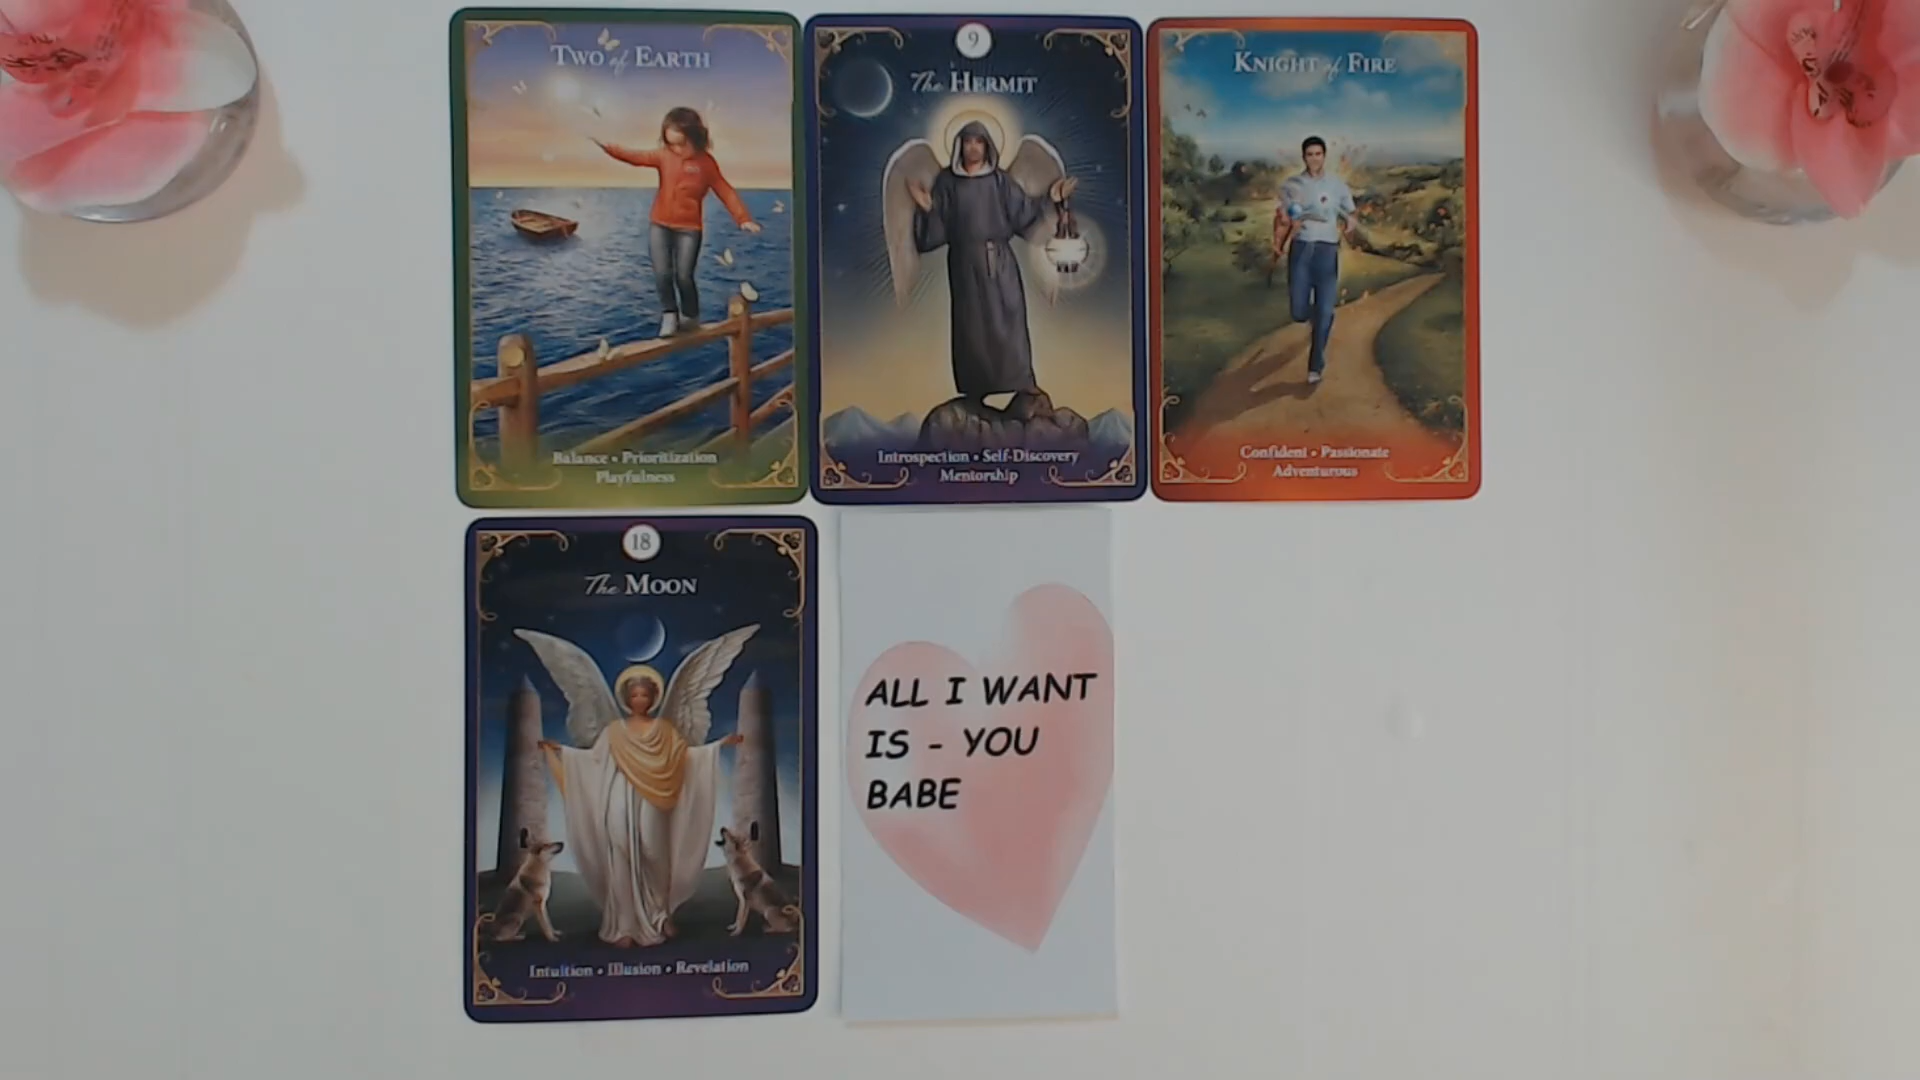 Two of Earth
Balance • Prioritization
Playfulness
9
The Hermit
Introspection • Self-Discovery
Mentorship
Knight of Fire
Confident • Passionate
Adventurous
18
The Moon
Intuition • Illusion • Revelation
ALL I WANT
IS - YOU
BABE